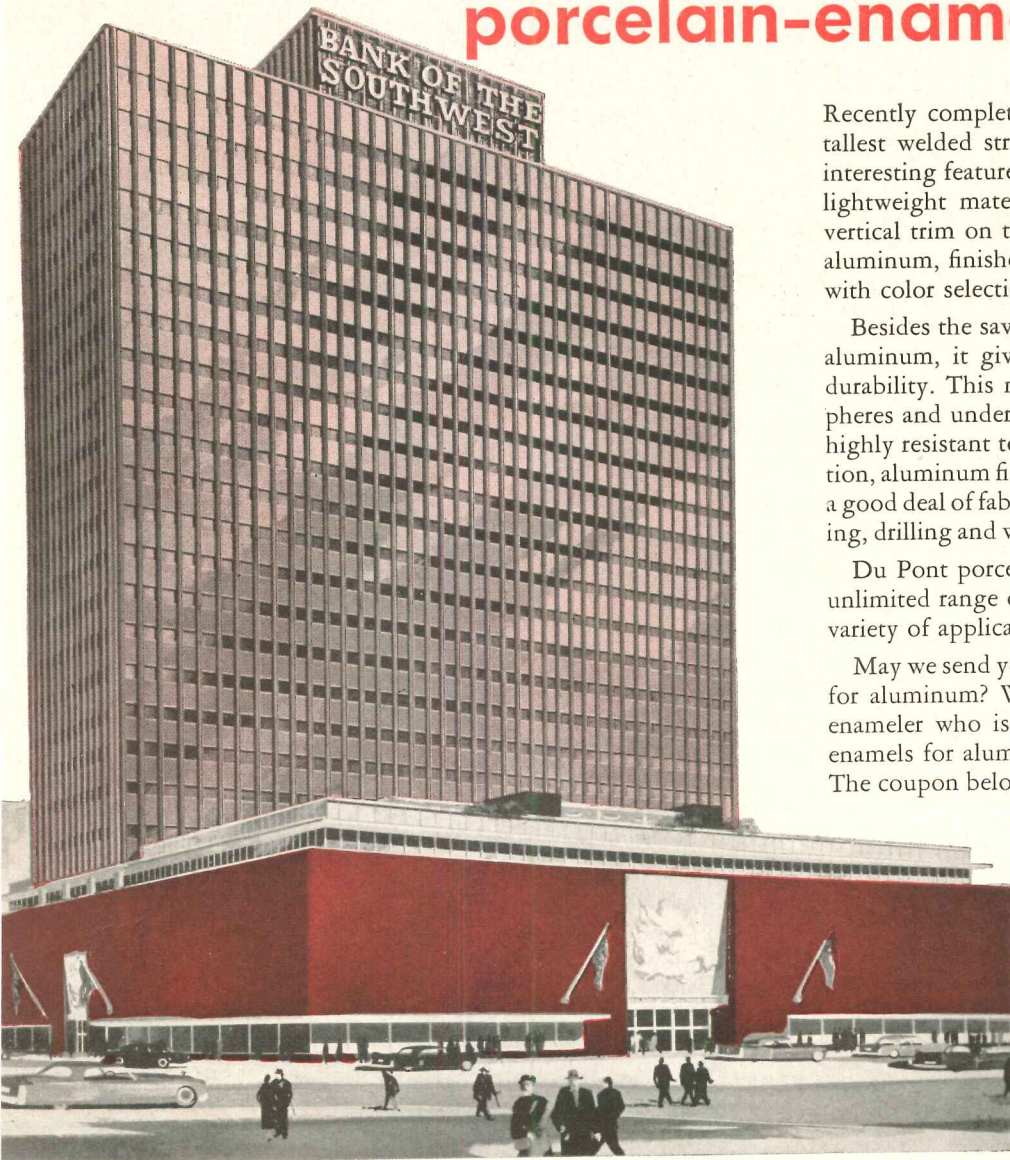 porcelain-enam
BANK OF THE
SOUTHWEST
Recently complet
tallest welded str
interesting feature
lightweight mate
vertical trim on t
aluminum, finishe
with color selecti
Besides the sav
aluminum, it giv
durability. This r
pheres and under
highly resistant to
tion, aluminum fi
a good deal of fab
ing, drilling and v
Du Pont porce
unlimited range o
variety of applica
May we send y
for aluminum? V
enameler who is
enamels for alum
The coupon belo